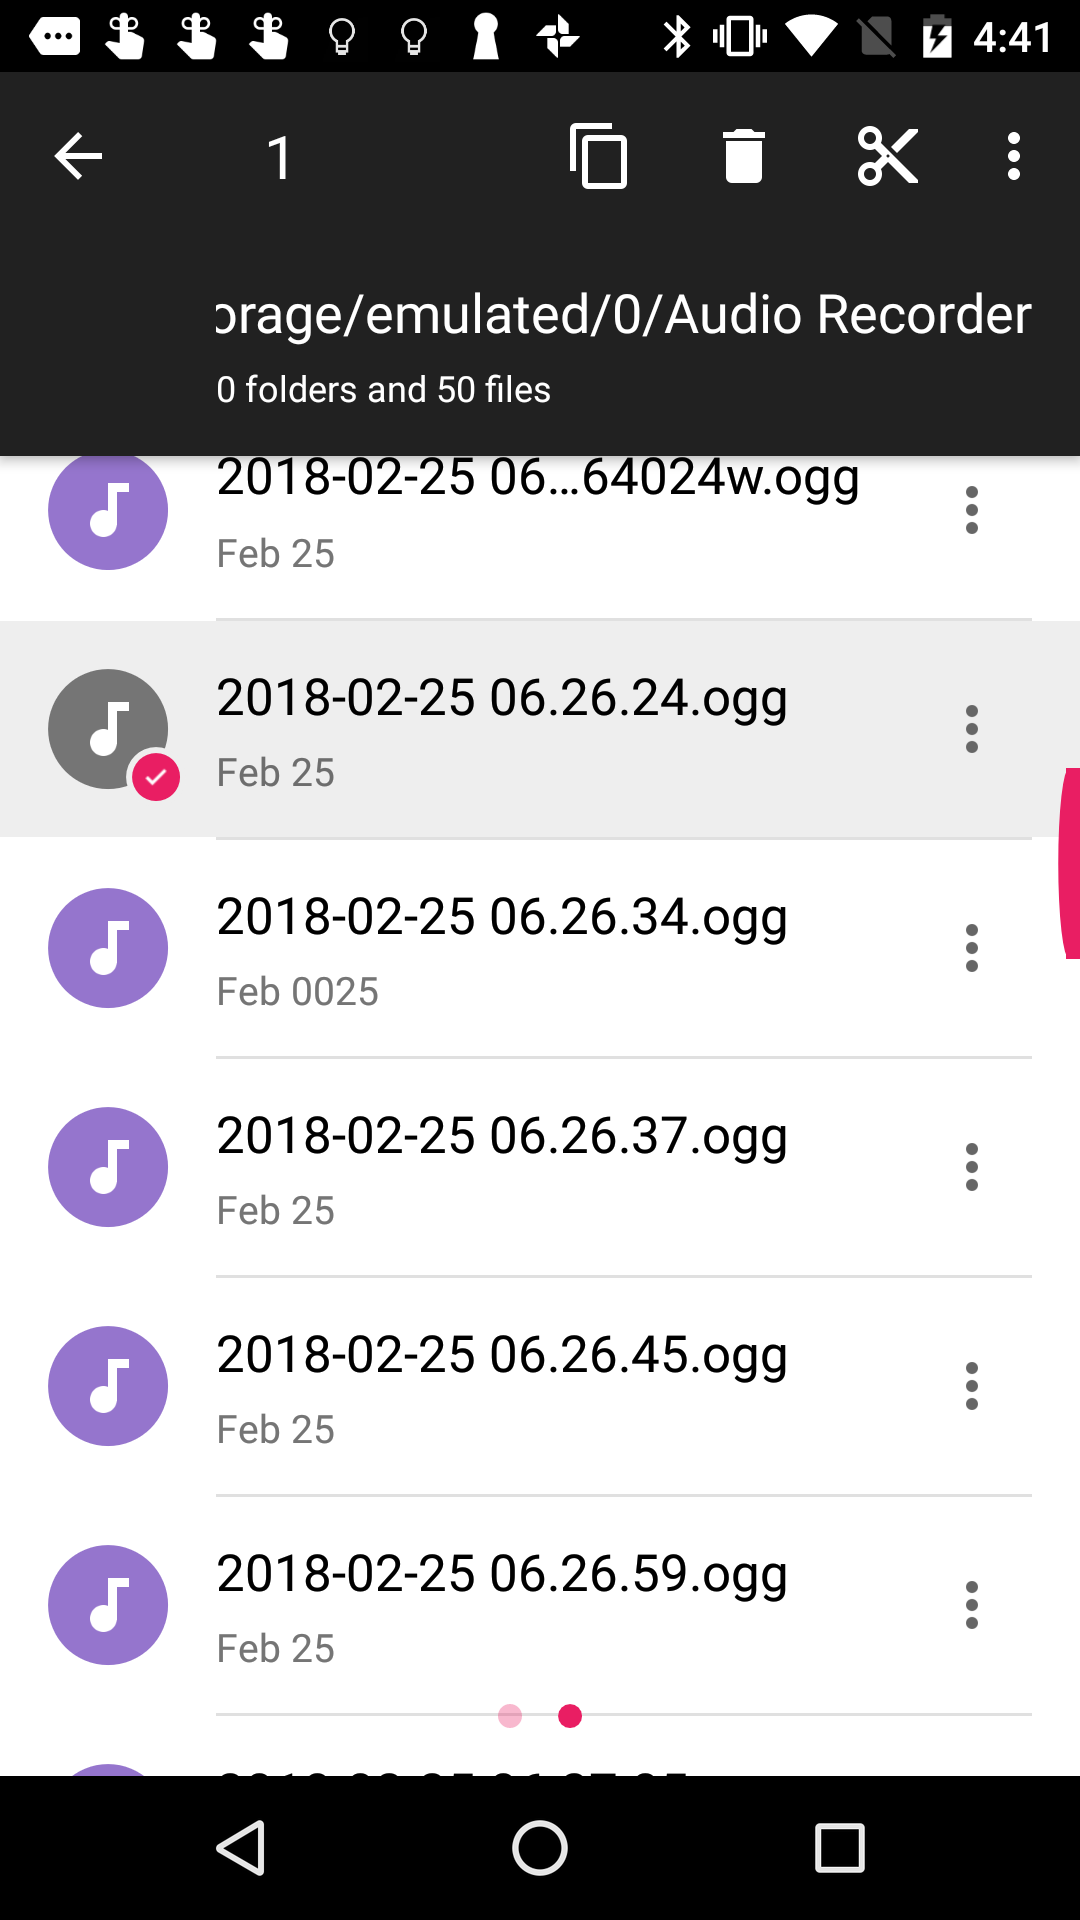 4:41
1
orage/emulated/0/Audio Recorder
0 folders and 50 files
2018-02-25 06…64024w.ogg
Feb 25
2018-02-25 06.26.24.ogg
Feb 25
2018-02-25 06.26.34.ogg
Feb 0025
2018-02-25 06.26.37.ogg
Feb 25
2018-02-25 06.26.45.ogg
Feb 25
2018-02-25 06.26.59.ogg
Feb 25